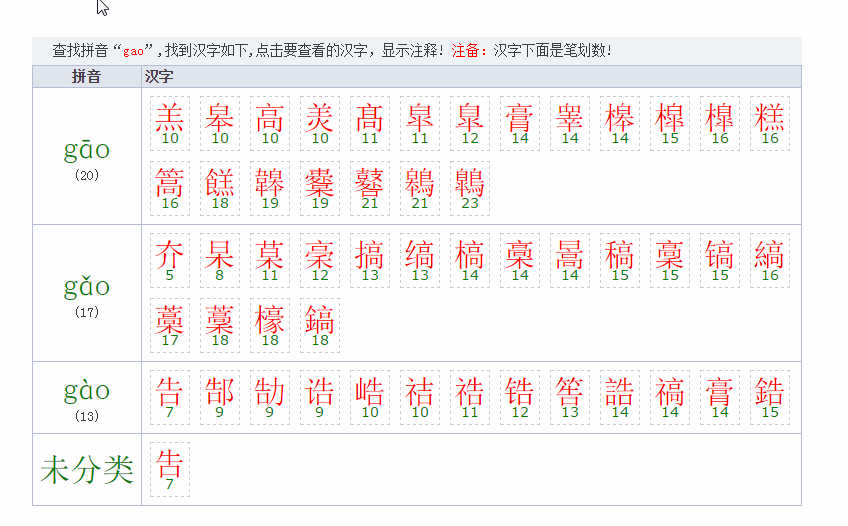 查找拼音“gao”,找到汉字如下,点击要查看的汉字，显示注释! 注备：汉字下面是笔划数!
拼音 汉字
gāo
(20)
羔 皋 高 羙 髙 皐 臯 膏 睾 槔 槹 橰 糕
10 10 10 10 11 11 12 14 14 14 15 16 16
篙 餻 韟 櫜 鼛 鷎 鷱
16 18 19 19 21 21 23
gǎo
(17)
夰 杲 菒 槀 搞 缟 槁 稾 暠 稿 稾 镐 縞
5 8 11 12 13 13 14 14 14 15 15 15 16
藁 藳 檺 鎬
17 18 18 18
gào
(13)
告 郜 勂 诰 峼 祮 祰 锆 筶 誥 禞 膏 鋯
7 9 9 9 10 10 11 12 13 14 14 14 15
未分类
吿
7